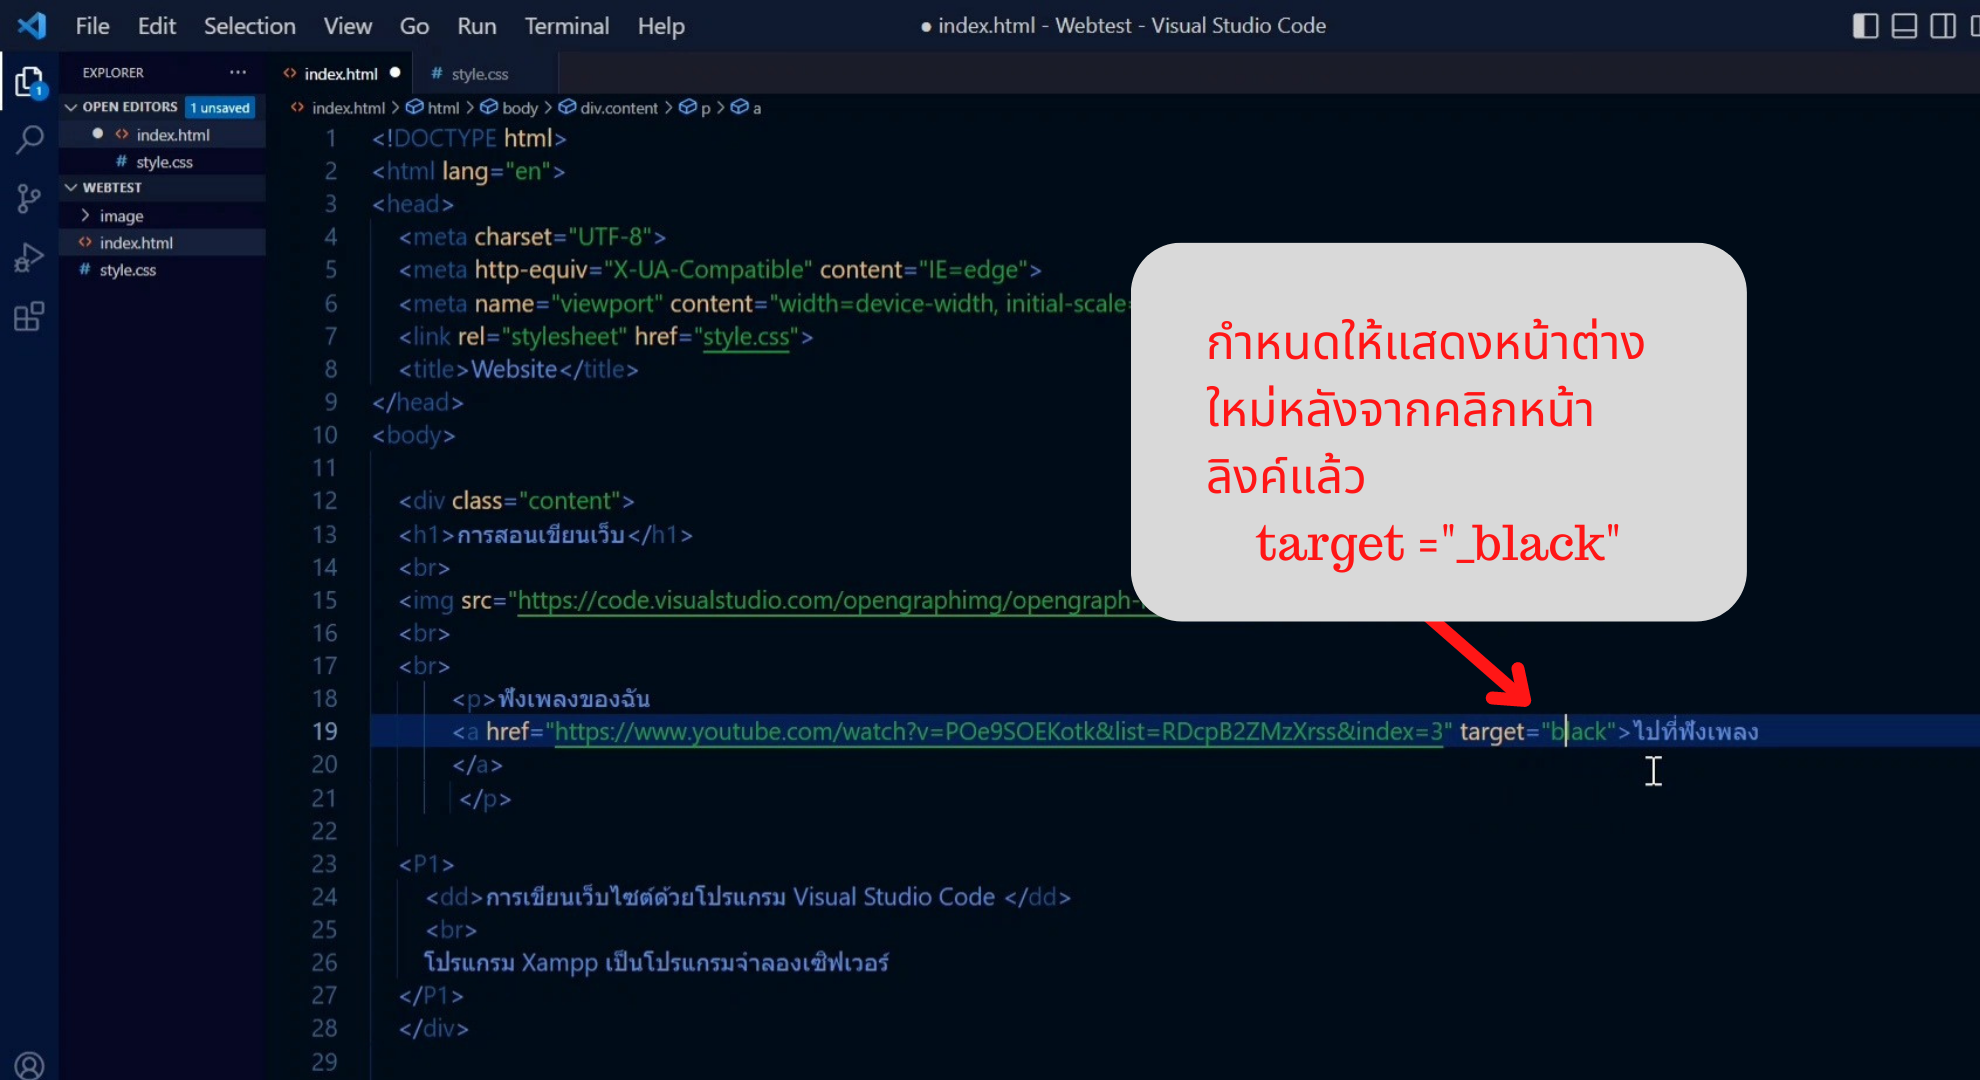 File Edit Selection View Go Run Terminal Help
● index.html - Webtest - Visual Studio Code
EXPLORER ···
<> index.html ●
# style.css
OPEN EDITORS 1 unsaved
1
<> index.html > html > body > div.content > p > a
● <> index.html
# style.css
WEBTEST
> image
<> index.html
# style.css
1 <!DOCTYPE html>
2 <html lang="en">
3 <head>
4 <meta charset="UTF-8">
5 <meta http-equiv="X-UA-Compatible" content="IE=edge">
6 <meta name="viewport" content="width=device-width, initial-scale=
7 <link rel="stylesheet" href="style.css">
8 <title>Website</title>
9 </head>
10 <body>
11
12 <div class="content">
13 <h1>การสอนเขียนเว็บ</h1>
14 <br>
15 <img src="https://code.visualstudio.com/opengraphimg/opengraph-
16 <br>
17 <br>
18 <p>ฟังเพลงของฉัน
19 <a href="https://www.youtube.com/watch?v=POe9SOEKotk&list=RDcpB2ZMzXrss&index=3" target="black">ไปที่ฟังเพลง
20 </a>
21 </p>
22
23 <P1>
24 <dd>การเขียนเว็บไซต์ด้วยโปรแกรม Visual Studio Code </dd>
25 <br>
26 โปรแกรม Xampp เป็นโปรแกรมจำลองเซิฟเวอร์
27 </P1>
28 </div>
29
กำหนดให้แสดงหน้าต่าง
ใหม่หลังจากคลิกหน้า
ลิงค์แล้ว
target ="_black"